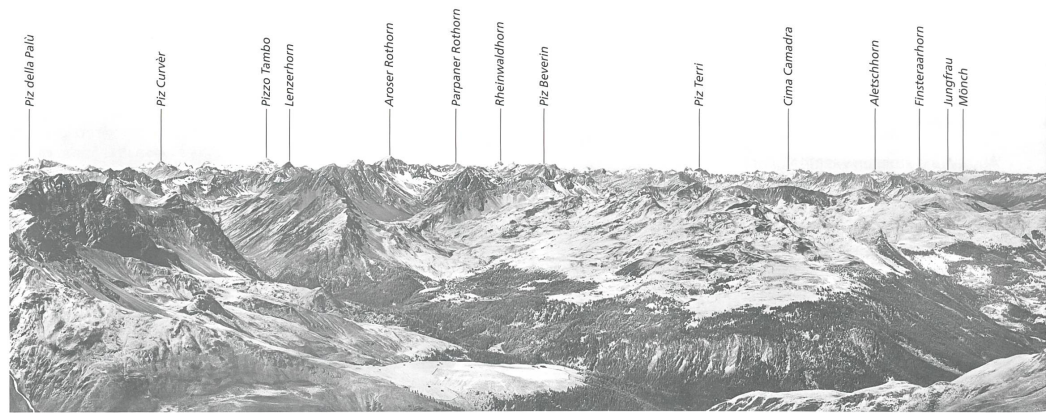 Piz della Palù
Piz Curvèr
Pizzo Tambo
Lenzerhorn
Aroser Rothorn
Parpaner Rothorn
Rheinwaldhorn
Piz Beverin
Piz Terri
Cima Camadra
Aletschhorn
Finsteraarhorn
Jungfrau
Mönch